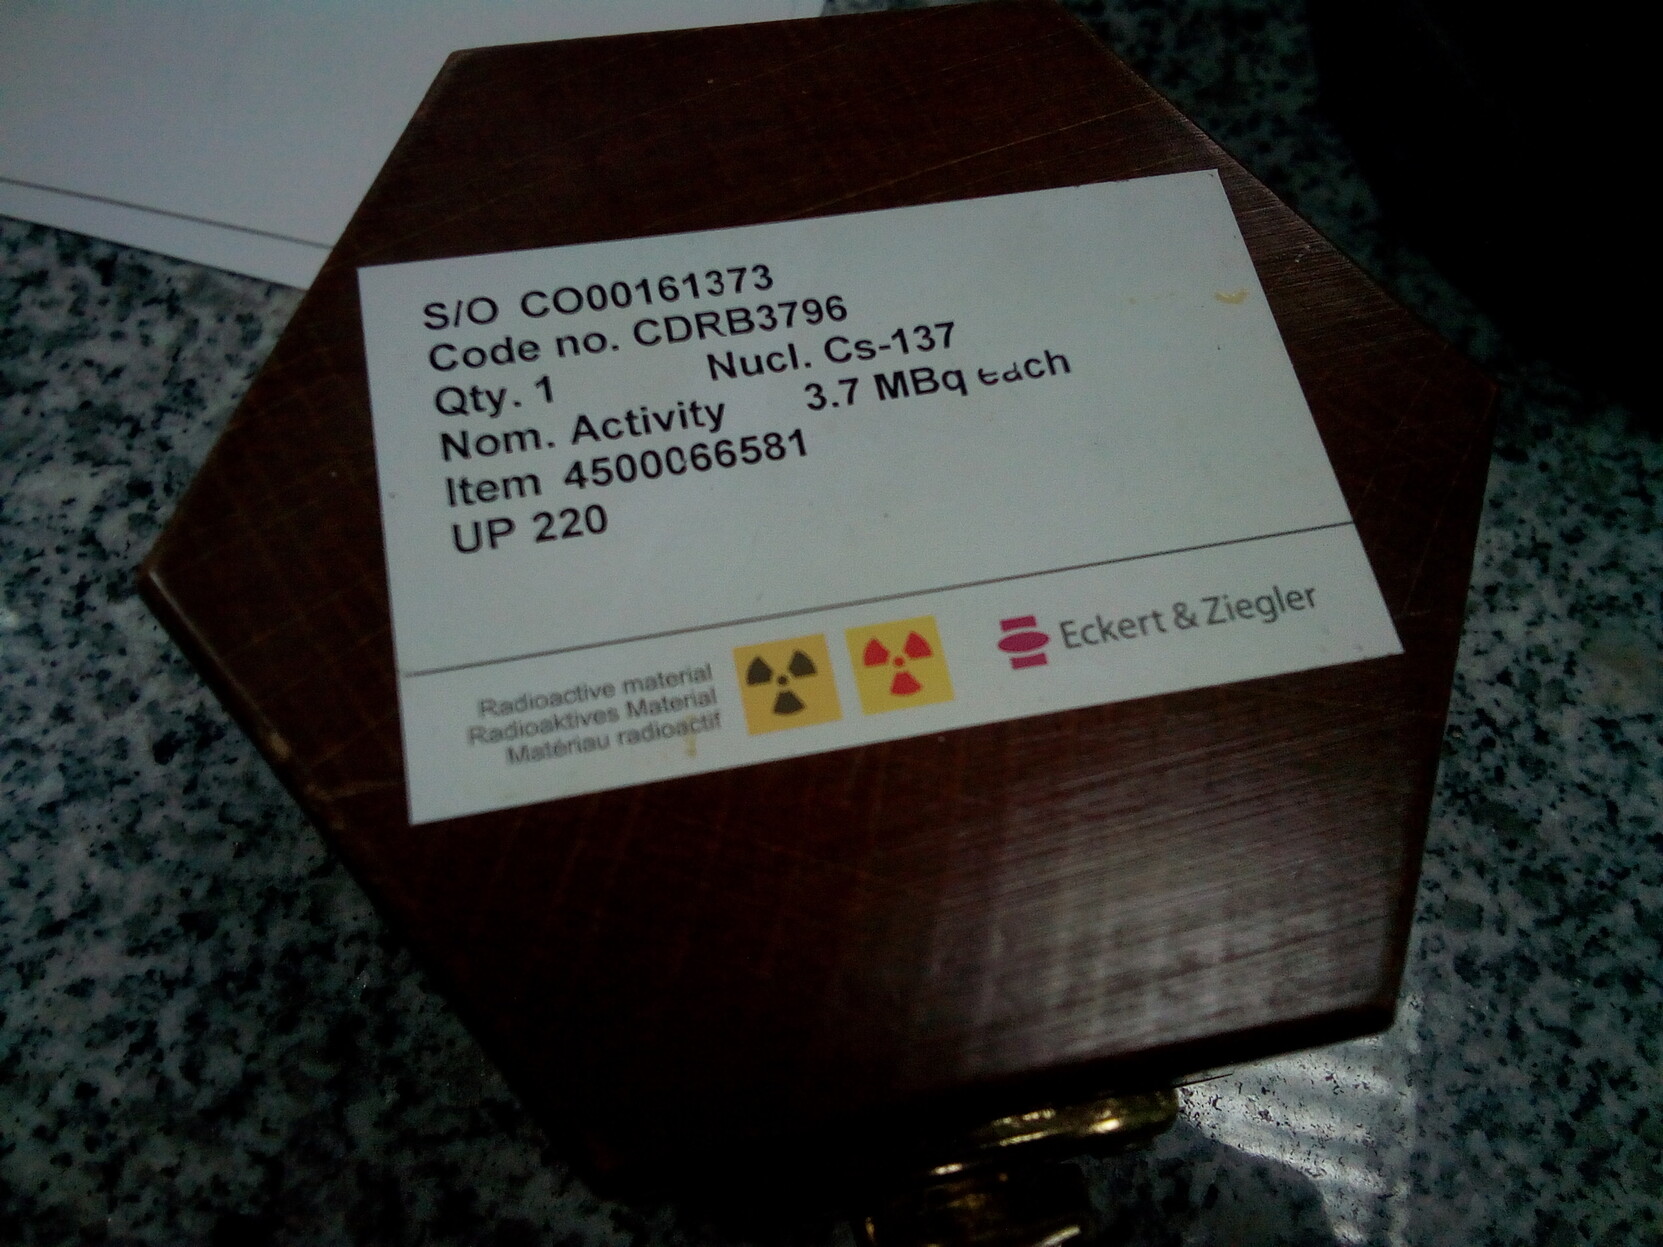 S/O CO00161373
Code no. CDRB3796
Qty. 1 Nucl. Cs-137
Nom. Activity 3.7 MBq each
Item 4500066581
UP 220
Radioactive material
Radioaktives Material
Matériau radioactif
Eckert & Ziegler